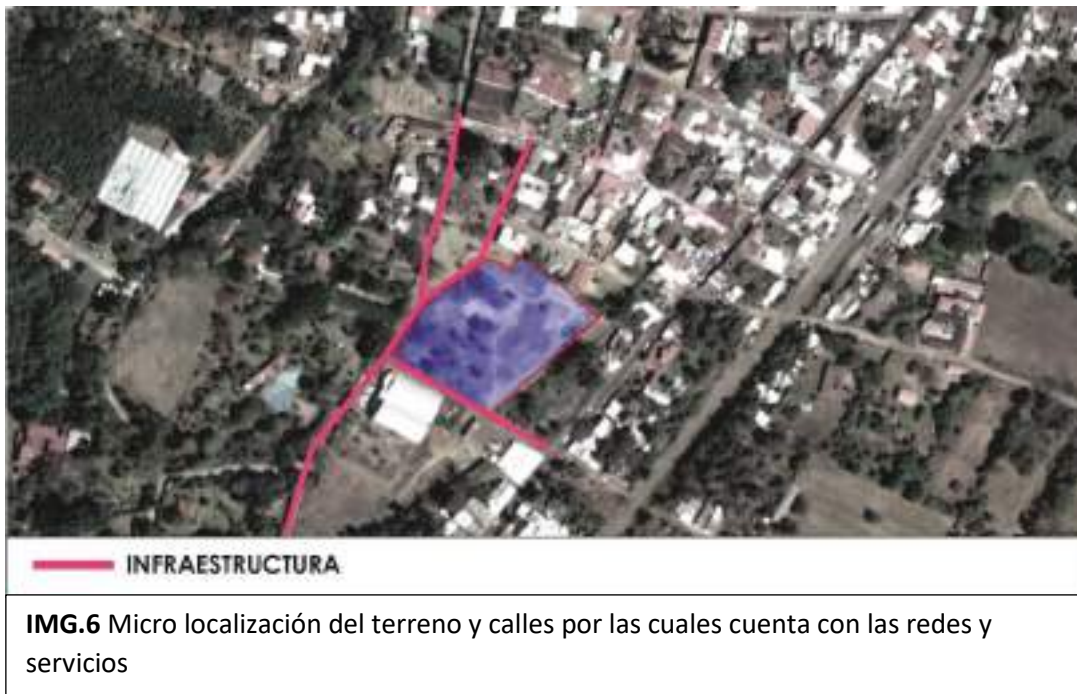 INFRAESTRUCTURA
IMG.6 Micro localización del terreno y calles por las cuales cuenta con las redes y
servicios